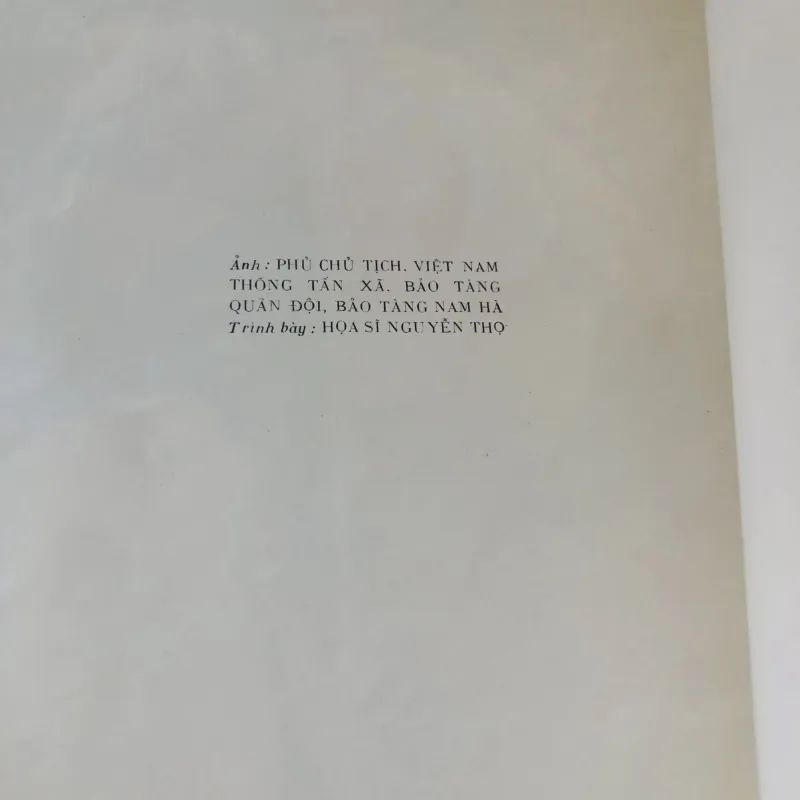 Ảnh: PHỦ CHỦ TỊCH. VIỆT NAM
THÔNG TẤN XÃ. BẢO TÀNG
QUÂN ĐỘI, BẢO TÀNG NAM HÀ
Trình bày: HỌA SĨ NGUYỄN THỌ